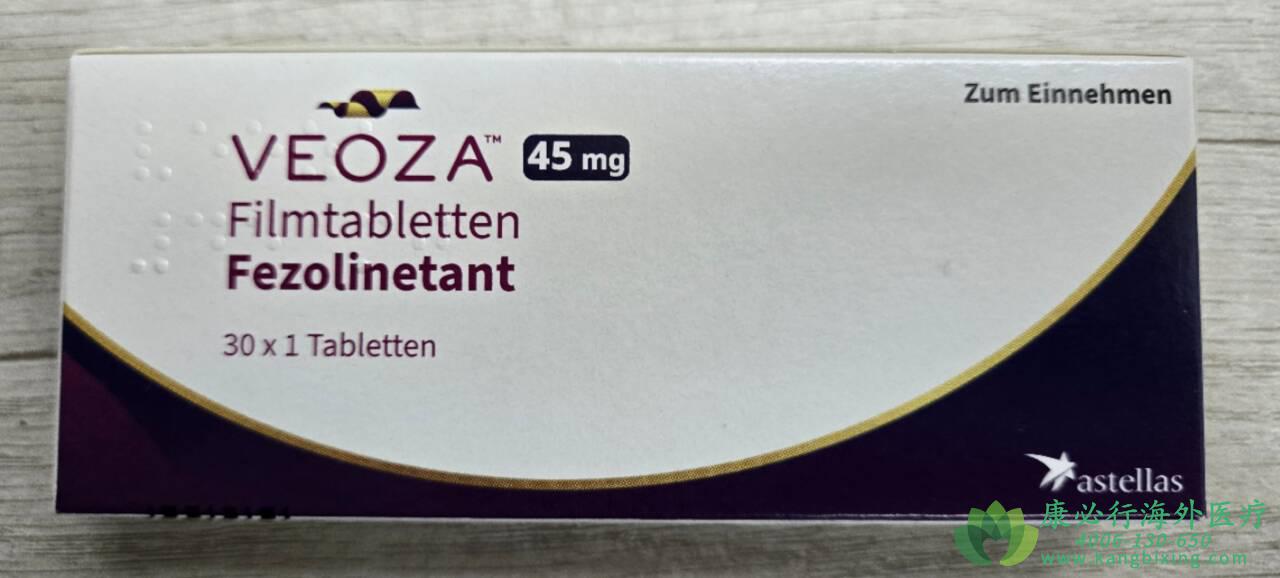 Zum Einnehmen
VEOZA™ 45 mg
Filmtabletten
Fezolinetant
30 x 1 Tabletten
astellas
康必行海外医疗
4006 130 650
www.kangbixing.com